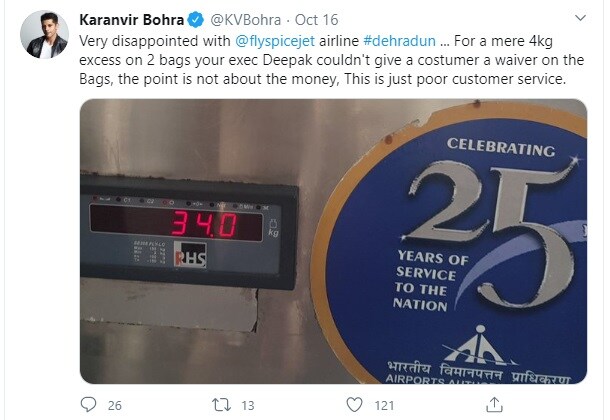 Karanvir Bohra @KVBohra · Oct 16
Very disappointed with @flyspicejet airline #dehradun ... For a mere 4kg
excess on 2 bags your exec Deepak couldn't give a costumer a waiver on the
Bags, the point is not about the money, This is just poor customer service.
CELEBRATING
25
34.0
kg
RHS
YEARS OF
SERVICE
TO THE
NATION
भारतीय विमानपत्तन प्राधिकरण
AIRPORTS
26 13 121